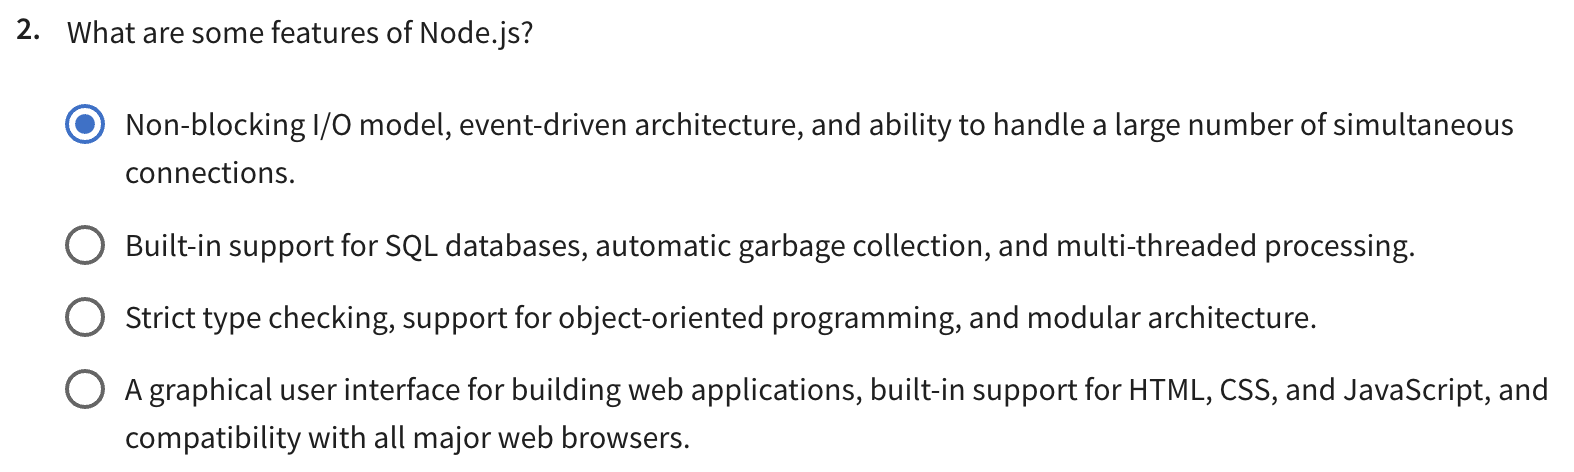 2. What are some features of Node.js?
Non-blocking I/O model, event-driven architecture, and ability to handle a large number of simultaneous
connections.
Built-in support for SQL databases, automatic garbage collection, and multi-threaded processing.
Strict type checking, support for object-oriented programming, and modular architecture.
A graphical user interface for building web applications, built-in support for HTML, CSS, and JavaScript, and
compatibility with all major web browsers.